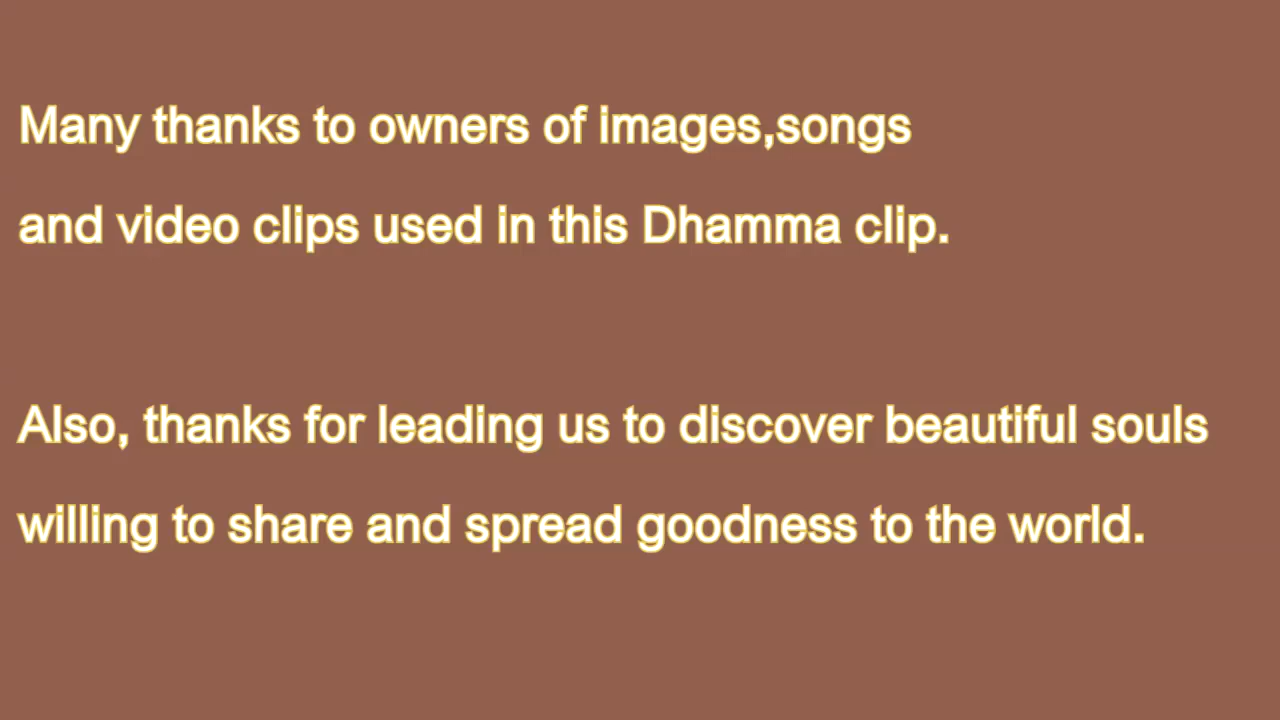 Many thanks to owners of images,songs
and video clips used in this Dhamma clip.
Also, thanks for leading us to discover beautiful souls
willing to share and spread goodness to the world.